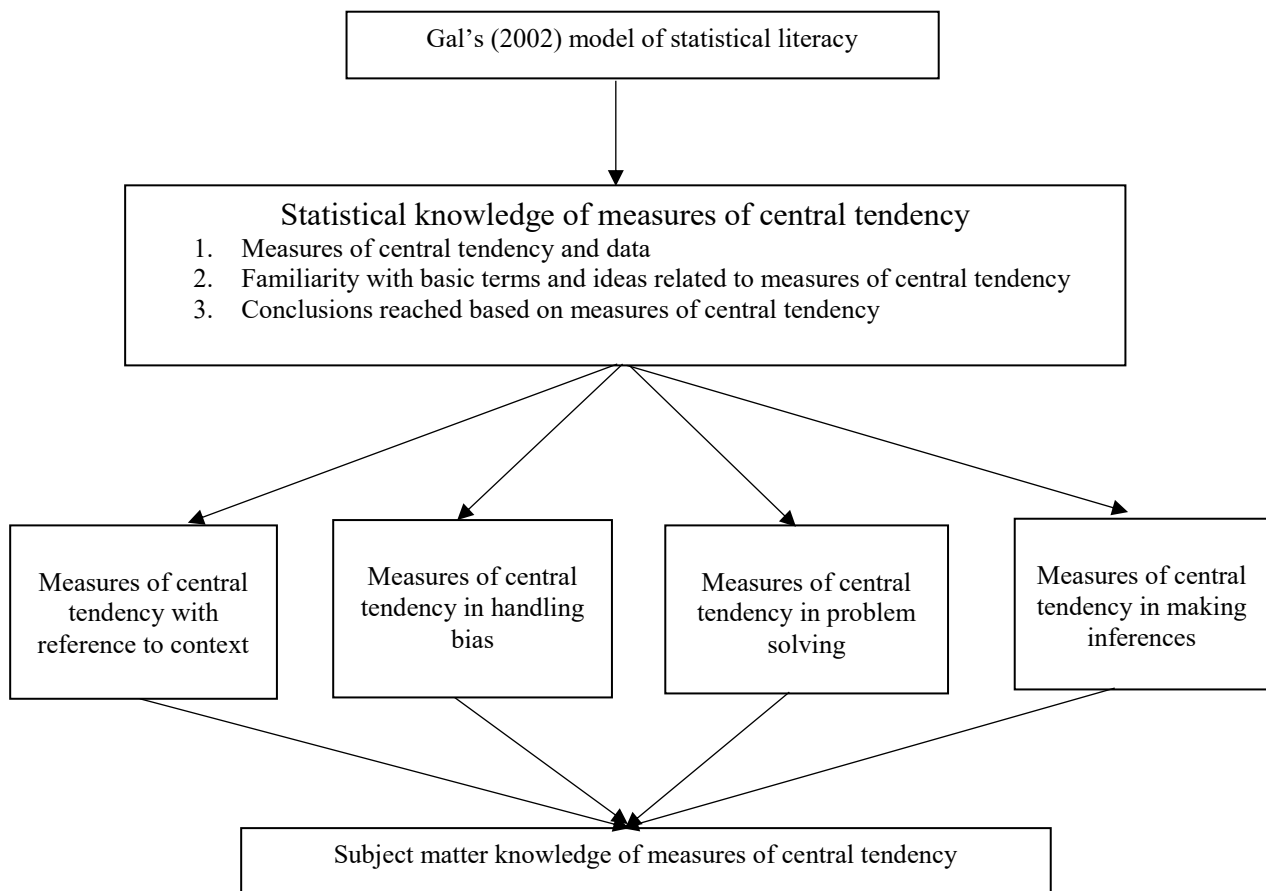 Gal’s (2002) model of statistical literacy
Statistical knowledge of measures of central tendency
1. Measures of central tendency and data
2. Familiarity with basic terms and ideas related to measures of central tendency
3. Conclusions reached based on measures of central tendency
Measures of central
tendency with
reference to context
Measures of central
tendency in handling
bias
Measures of central
tendency in problem
solving
Measures of central
tendency in making
inferences
Subject matter knowledge of measures of central tendency